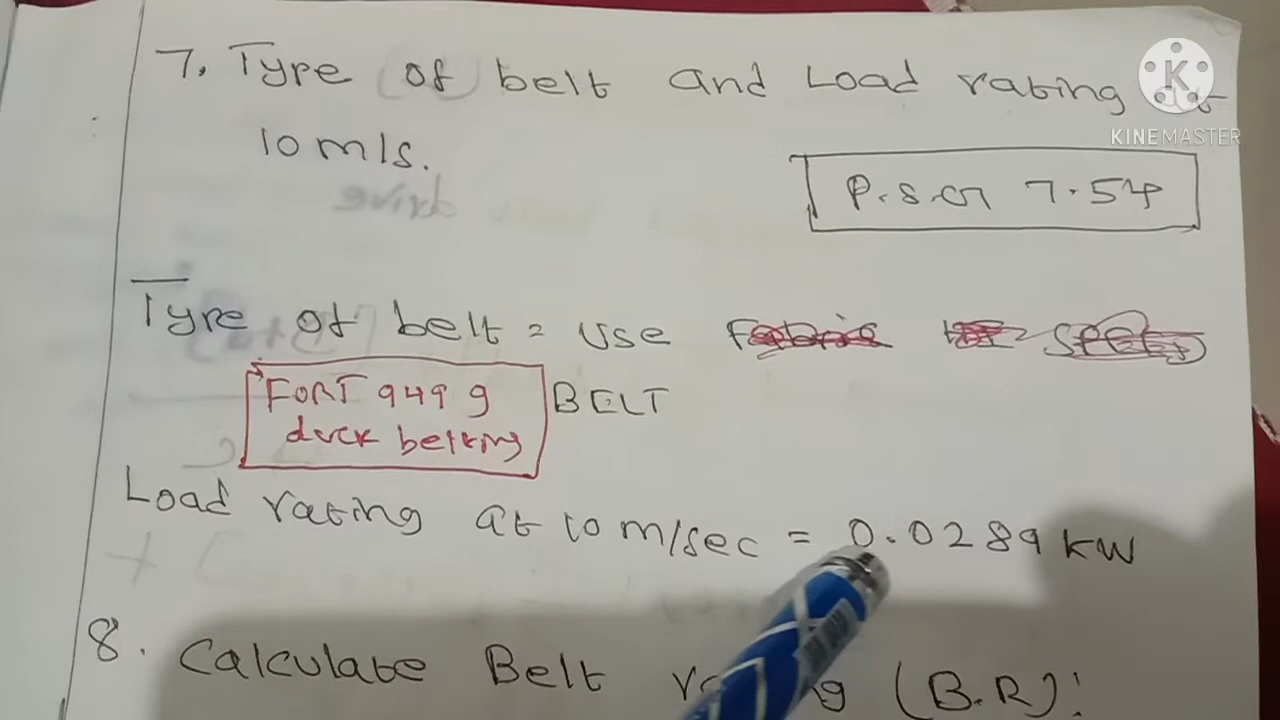 7. Type of belt and Load rating
10 m/s.
P.S.G 7.54
Type of belt = Use
FORT 949 g BELT
duck belting
Load rating at 10 m/sec = 0.0289 kw
8. Calculate Belt (B.R):
K
KINEMASTER